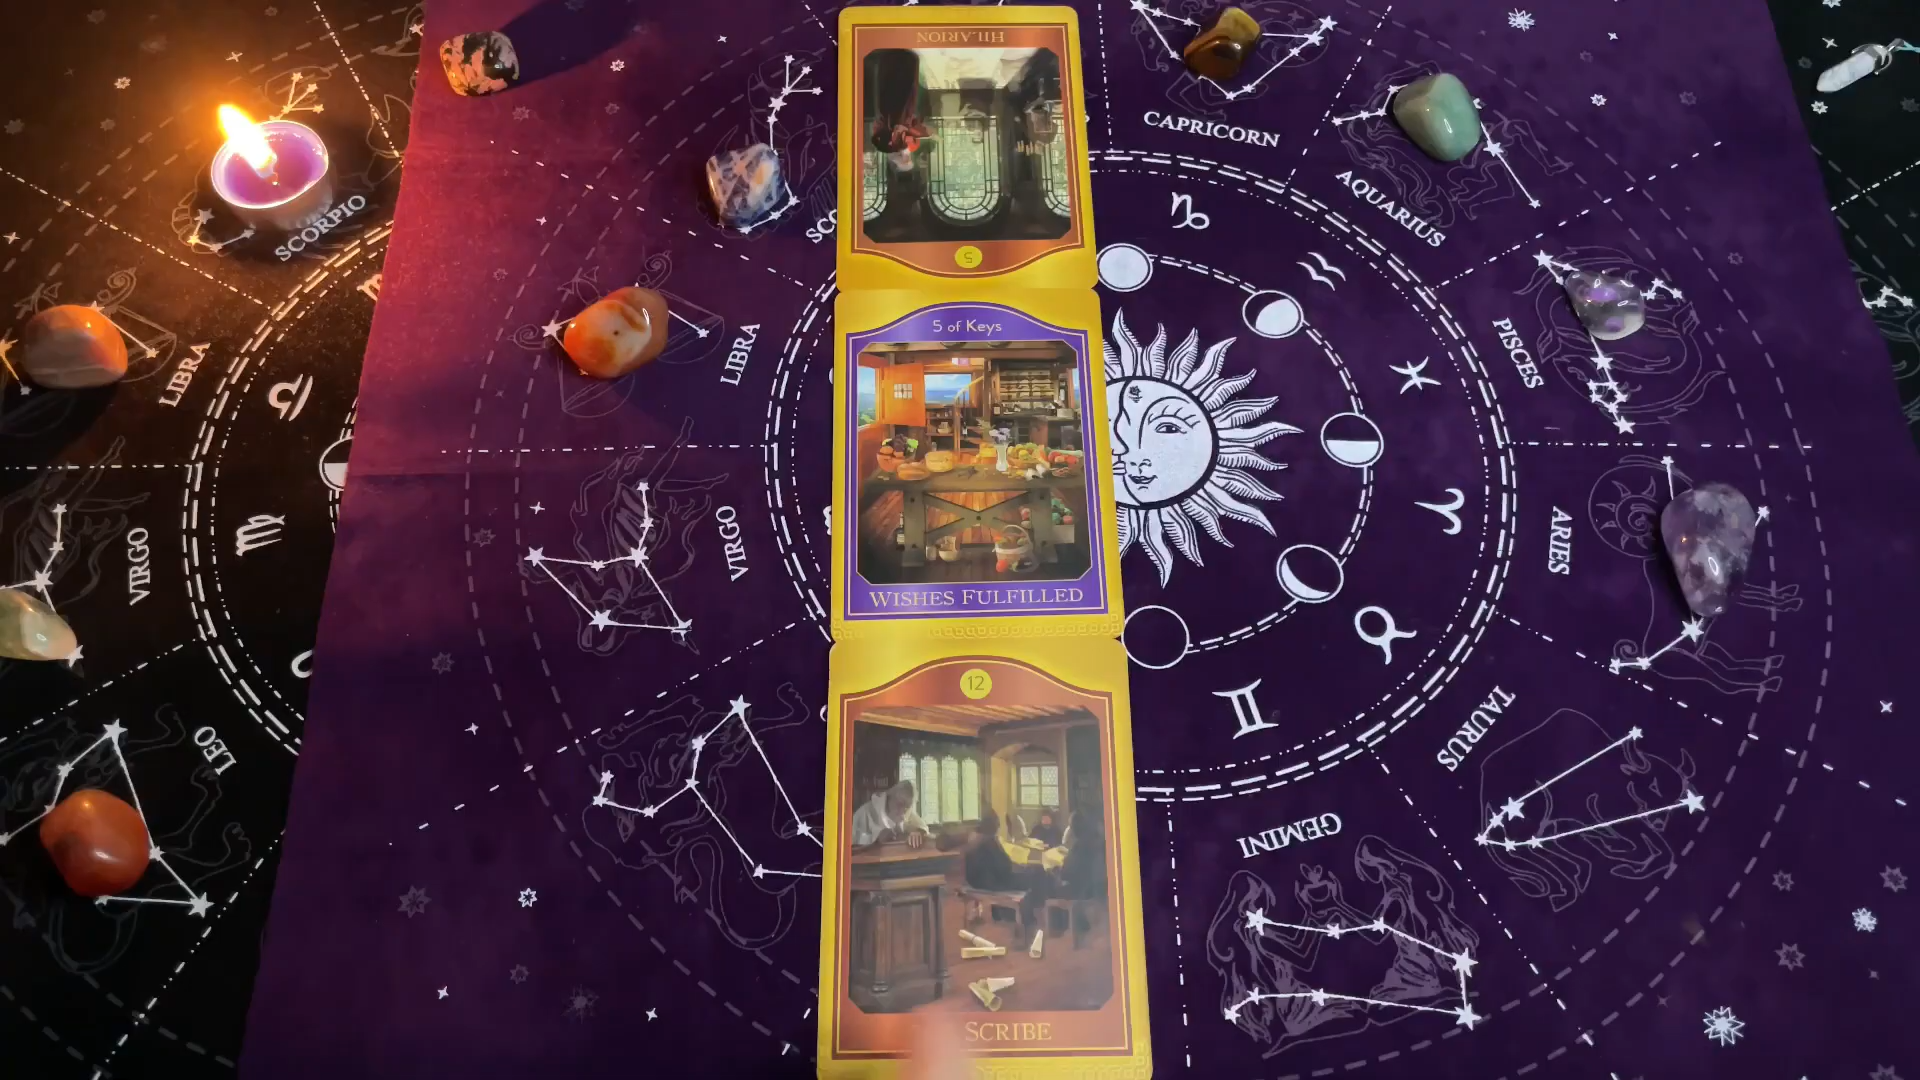 HILARION
5
5 of Keys
WISHES FULFILLED
12
SCRIBE
SCORPIO
LIBRA
VIRGO
LEO
SCO
LIBRA
VIRGO
CAPRICORN
AQUARIUS
PISCES
ARIES
TAURUS
GEMINI